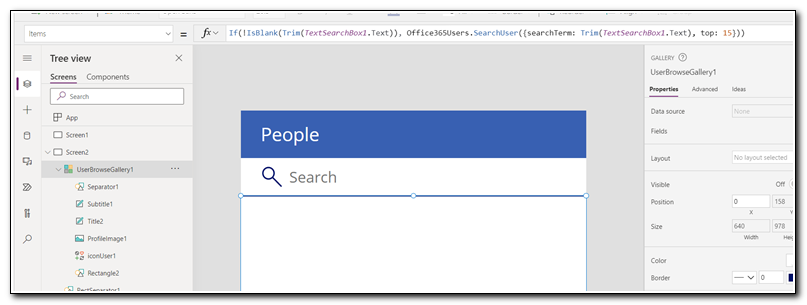 Items
=
fx
If(!IsBlank(Trim(TextSearchBox1.Text)), Office365Users.SearchUser({searchTerm: Trim(TextSearchBox1.Text), top: 15}))
Tree view
Screens Components
Search
App
Screen1
Screen2
UserBrowseGallery1 ...
Separator1
Subtitle1
Title2
ProfileImage1
iconUser1
Rectangle2
RectSeparator1
People
Search
GALLERY
UserBrowseGallery1
Properties Advanced Ideas
Data source None
Fields
Layout No layout selected
Visible Off
Position 0 158
X Y
Size 640 978
Width Hei
Color
Border 0